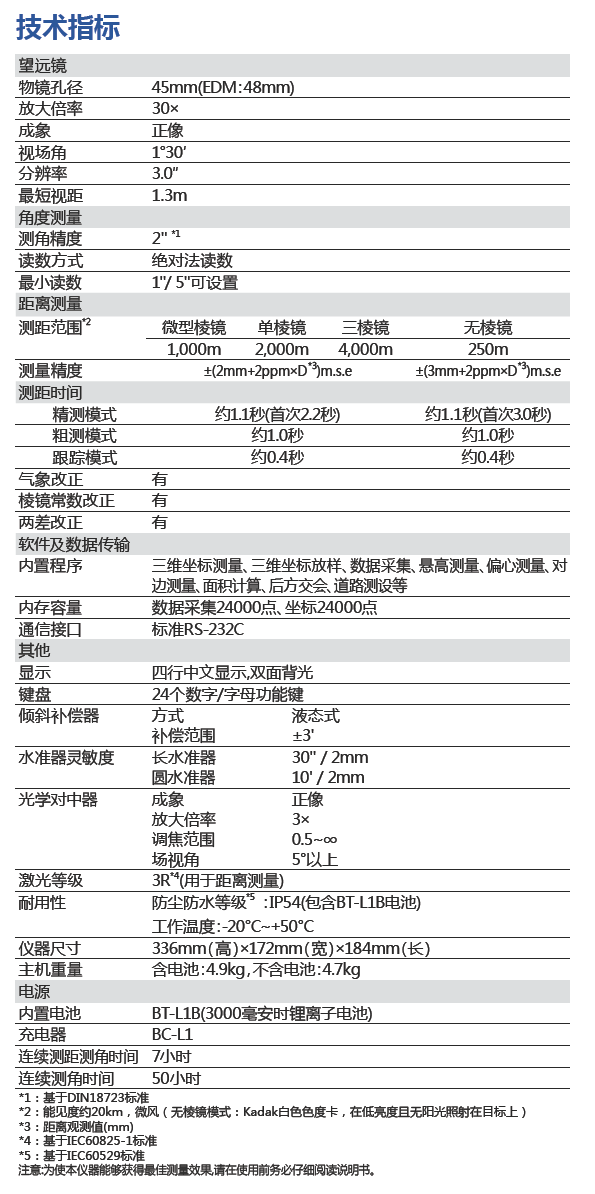 技术指标
望远镜
物镜孔径 45mm(EDM:48mm)
放大倍率 30×
成象 正像
视场角 1°30′
分辨率 3.0″
最短视距 1.3m
角度测量
测角精度 2" *1
读数方式 绝对法读数
最小读数 1"/ 5"可设置
距离测量
测距范围*2 微型棱镜 单棱镜 三棱镜 无棱镜
1,000m 2,000m 4,000m 250m
测量精度 ±(2mm+2ppm×D*3)m.s.e ±(3mm+2ppm×D*3)m.s.e
测距时间
精测模式 约1.1秒(首次2.2秒) 约1.1秒(首次3.0秒)
粗测模式 约1.0秒 约1.0秒
跟踪模式 约0.4秒 约0.4秒
气象改正 有
棱镜常数改正 有
两差改正 有
软件及数据传输
内置程序 三维坐标测量、三维坐标放样、数据采集、悬高测量、偏心测量、对
边测量、面积计算、后方交会、道路测设等
内存容量 数据采集24000点、坐标24000点
通信接口 标准RS-232C
其他
显示 四行中文显示,双面背光
键盘 24个数字/字母功能键
倾斜补偿器 方式 液态式
补偿范围 ±3'
水准器灵敏度 长水准器 30" / 2mm
圆水准器 10' / 2mm
光学对中器 成象 正像
放大倍率 3×
调焦范围 0.5~∞
场视角 5°以上
激光等级 3R*4(用于距离测量)
耐用性 防尘防水等级*5 :IP54(包含BT-L1B电池)
工作温度:-20°C~+50°C
仪器尺寸 336mm(高)×172mm(宽)×184mm(长)
主机重量 含电池:4.9kg,不含电池:4.7kg
电源
内置电池 BT-L1B(3000毫安时锂离子电池)
充电器 BC-L1
连续测距测角时间 7小时
连续测角时间 50小时
*1:基于DIN18723标准
*2:能见度约20km，微风（无棱镜模式：Kadak白色色度卡，在低亮度且无阳光照射在目标上）
*3:距离观测值(mm)
*4:基于IEC60825-1标准
*5:基于IEC60529标准
注意:为使本仪器能够获得最佳测量效果,请在使用前务必仔细阅读说明书。